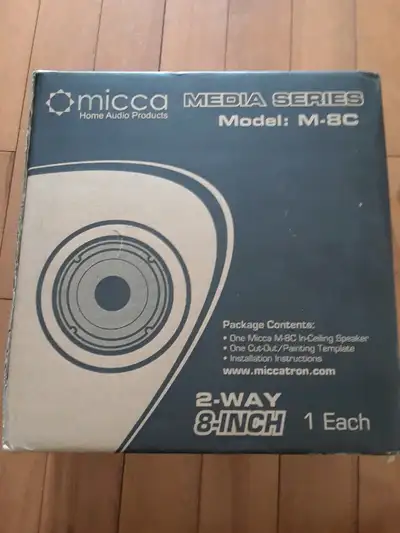 micca
Home Audio Products
MEDIA SERIES
Model: M-8C
Package Contents:
• One Micca M-8C In-Ceiling Speaker
• One Cut-Out/Painting Template
• Installation Instructions
www.miccatron.com
2-WAY
8-INCH
1 Each